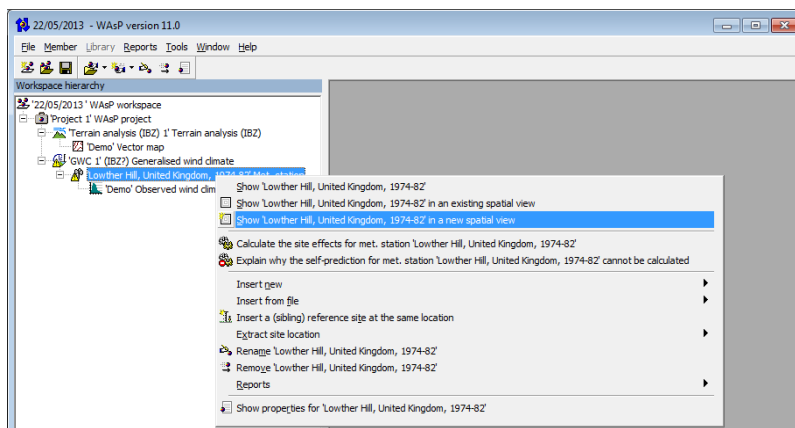 22/05/2013 - WAsP version 11.0
File Member Library Reports Tools Window Help
Workspace hierarchy
'22/05/2013 ' WAsP workspace
'Project 1' WAsP project
'Terrain analysis (IBZ) 1' Terrain analysis (IBZ)
'Demo' Vector map
'GWC 1' (IBZ?) Generalised wind climate
'Lowther Hill, United Kingdom, 1974-82' Met. station
'Demo' Observed wind clim
Show 'Lowther Hill, United Kingdom, 1974-82'
Show 'Lowther Hill, United Kingdom, 1974-82' in an existing spatial view
Show 'Lowther Hill, United Kingdom, 1974-82' in a new spatial view
Calculate the site effects for met. station 'Lowther Hill, United Kingdom, 1974-82'
Explain why the self-prediction for met. station 'Lowther Hill, United Kingdom, 1974-82' cannot be calculated
Insert new
Insert from file
Insert a (sibling) reference site at the same location
Extract site location
Rename 'Lowther Hill, United Kingdom, 1974-82'
Remove 'Lowther Hill, United Kingdom, 1974-82'
Reports
Show properties for 'Lowther Hill, United Kingdom, 1974-82'